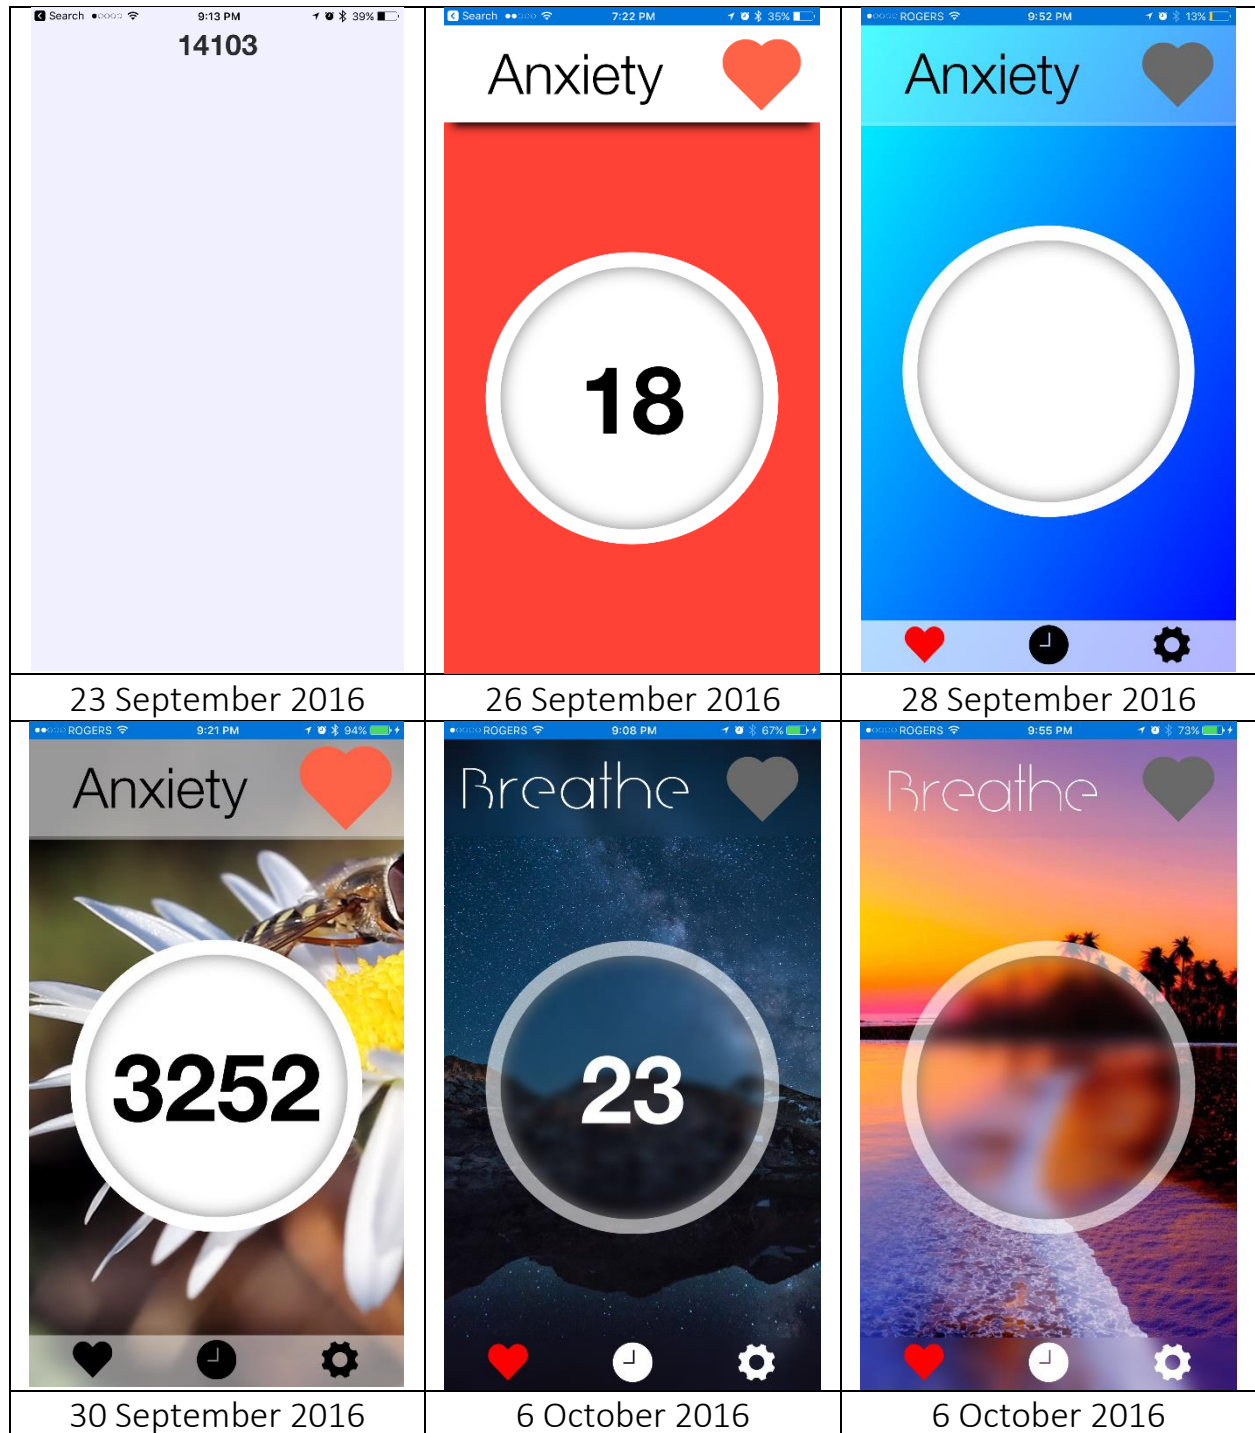 Search 9:13 PM 39%
14103
Search 7:22 PM 35%
Anxiety
18
ROGERS 9:52 PM 13%
Anxiety
23 September 2016
26 September 2016
28 September 2016
ROGERS 9:21 PM 94%
Anxiety
3252
ROGERS 9:08 PM 67%
Breathe
23
ROGERS 9:55 PM 73%
Breathe
30 September 2016
6 October 2016
6 October 2016